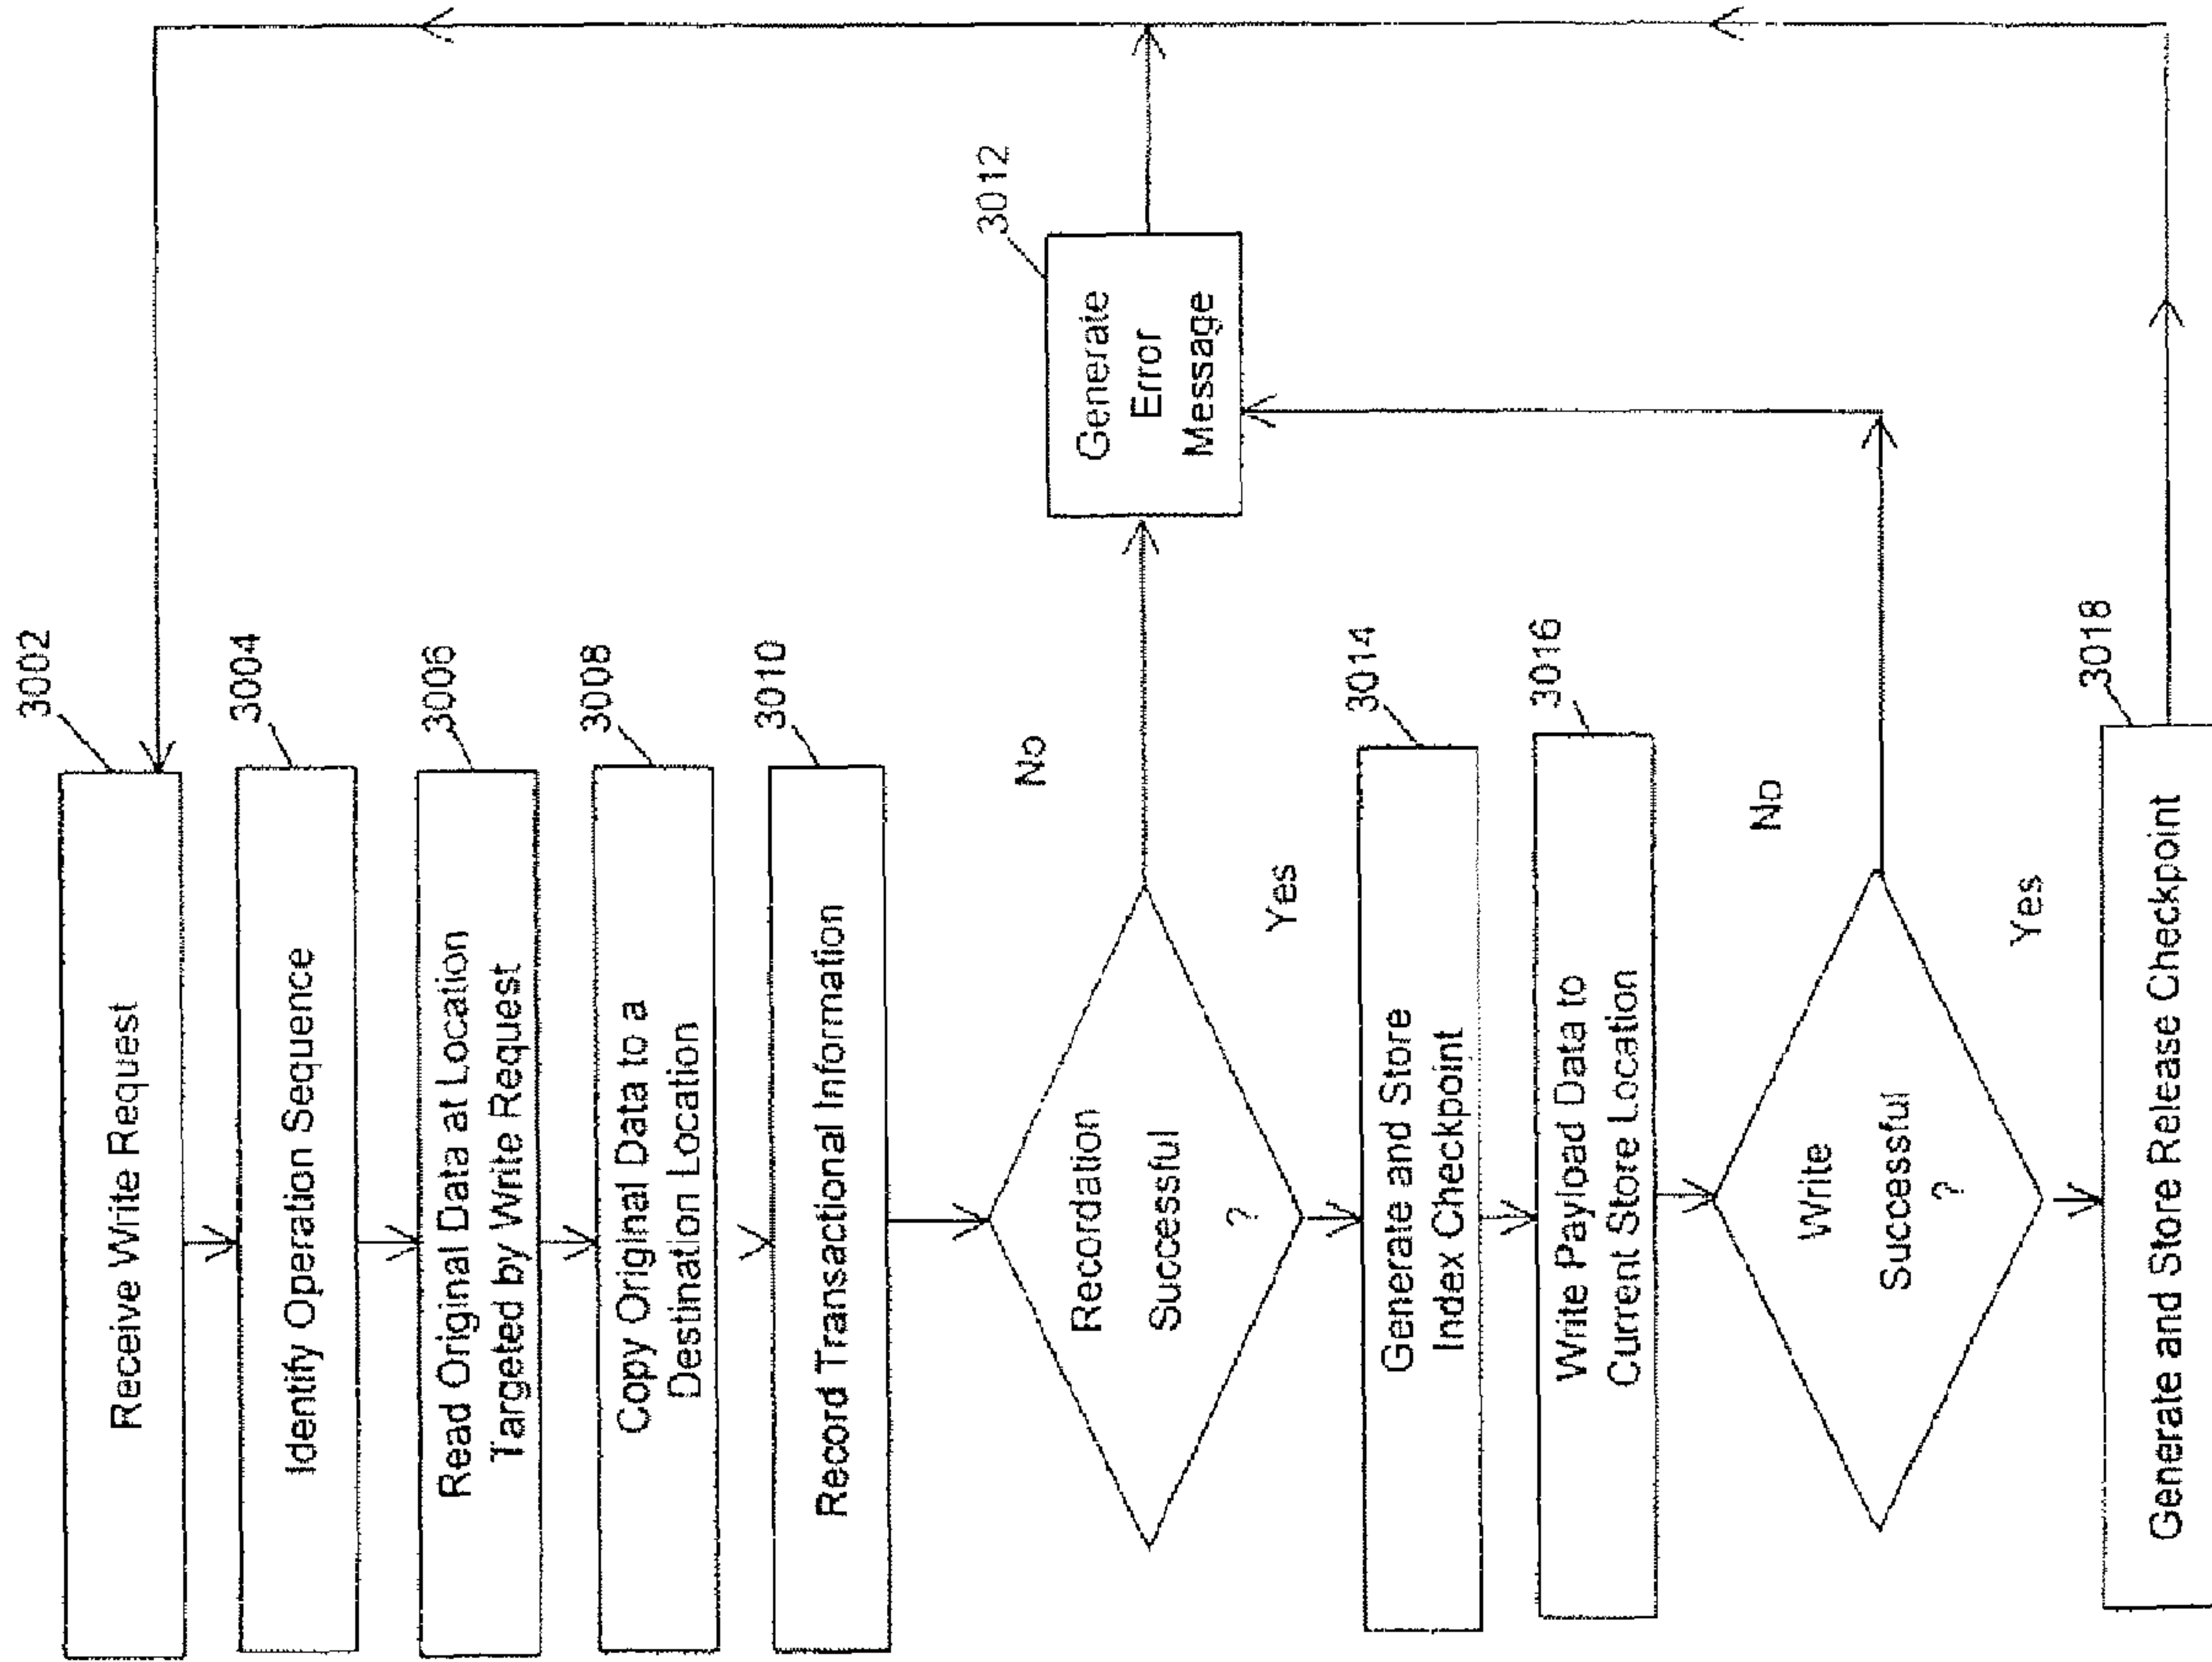 3002
Receive Write Request
3004
Identify Operation Sequence
3006
Read Original Data at Location
Targeted by Write Request
3008
Copy Original Data to a
Destination Location
3010
Record Transactional Information
Recordation
Successful
?
No
3012
Generate
Error
Message
Yes
3014
Generate and Store
Index Checkpoint
3016
Write Payload Data to
Current Store Location
Write
Successful
?
No
Yes
3018
Generate and Store Release Checkpoint